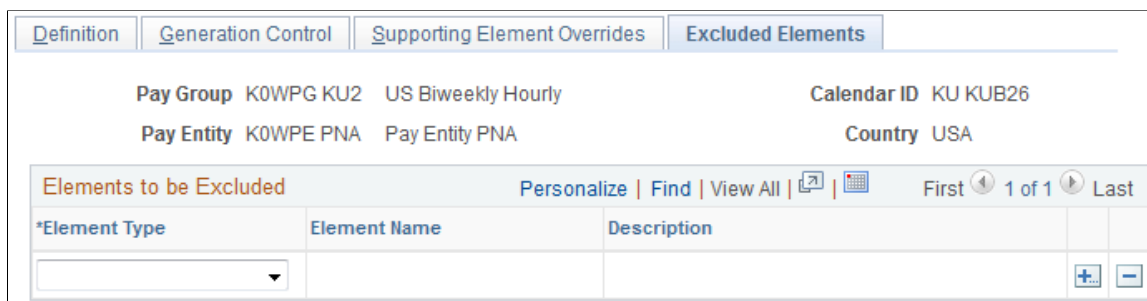 Definition Generation Control Supporting Element Overrides Excluded Elements
Pay Group K0WPG KU2 US Biweekly Hourly Calendar ID KU KUB26
Pay Entity K0WPE PNA Pay Entity PNA Country USA
Elements to be Excluded Personalize | Find | View All | | First 1 of 1 Last
*Element Type Element Name Description